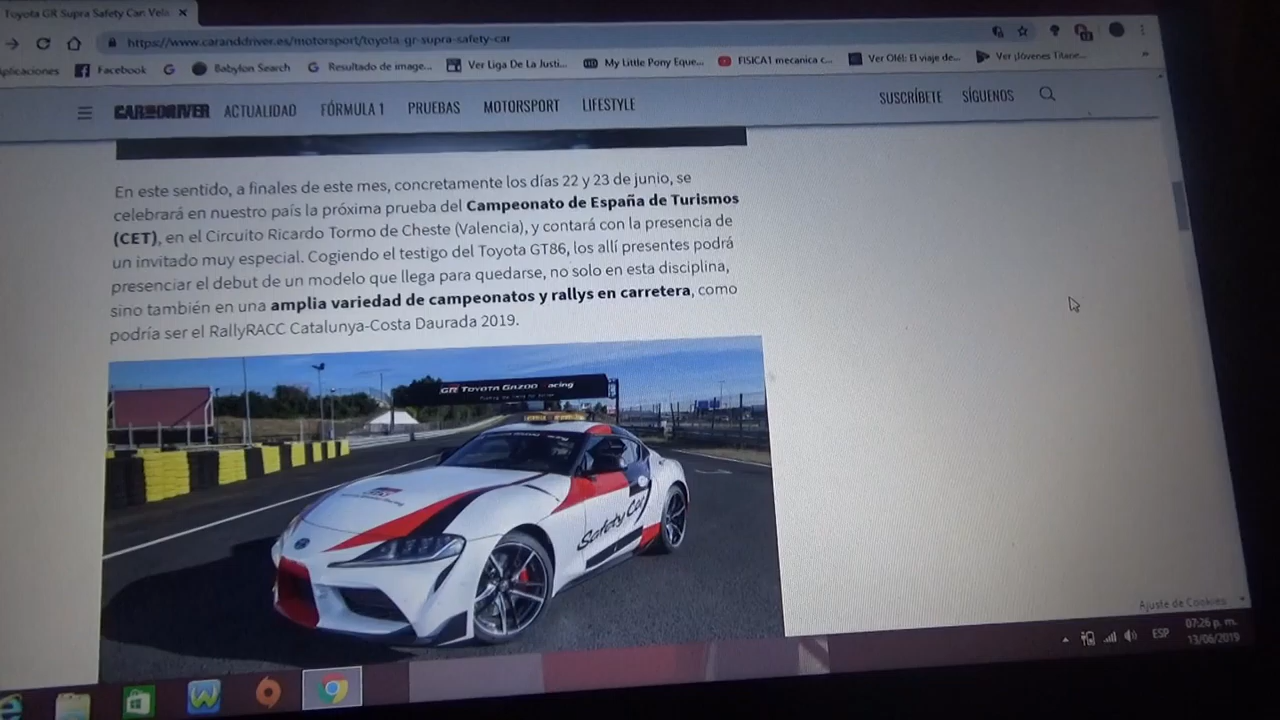 Toyota GR Supra Safety Car: Vela
https://www.caranddriver.es/motorsport/toyota-gr-supra-safety-car
Aplicaciones Facebook Babylon Search Resultado de image... Ver Liga De La Justi... My Little Pony Eque... FISICA1 mecanica c... Ver Olé!: El viaje de... Ver ¡Jóvenes Titane...
CAR AND DRIVER ACTUALIDAD FÓRMULA 1 PRUEBAS MOTORSPORT LIFESTYLE SUSCRÍBETE SÍGUENOS
En este sentido, a finales de este mes, concretamente los días 22 y 23 de junio, se
celebrará en nuestro país la próxima prueba del Campeonato de España de Turismos
(CET), en el Circuito Ricardo Tormo de Cheste (Valencia), y contará con la presencia de
un invitado muy especial. Cogiendo el testigo del Toyota GT86, los allí presentes podrá
presenciar el debut de un modelo que llega para quedarse, no solo en esta disciplina,
sino también en una amplia variedad de campeonatos y rallys en carretera, como
podría ser el RallyRACC Catalunya-Costa Daurada 2019.
GR TOYOTA GAZOO Racing
Safety Car
Ajuste de Cookies
ESP
07:26 p. m.
13/06/2019